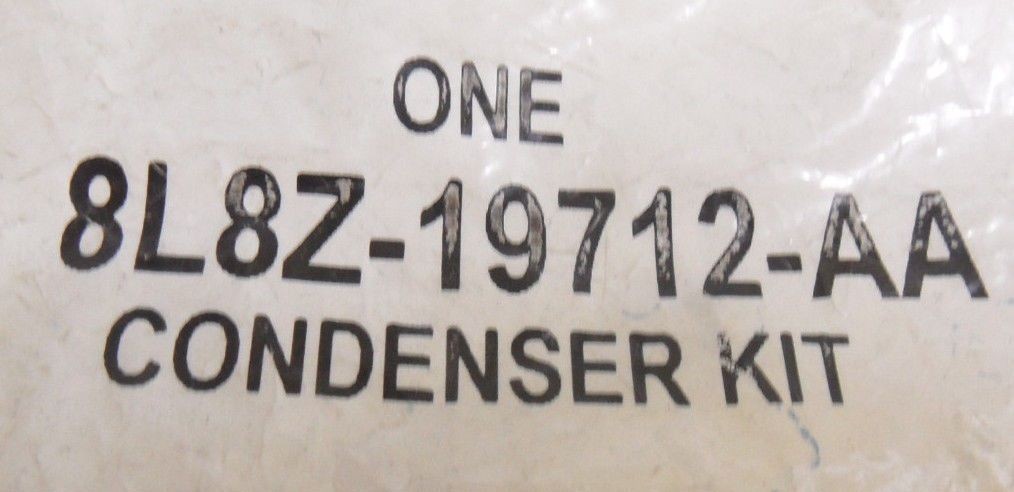 ONE
8L8Z-19712-AA
CONDENSER KIT